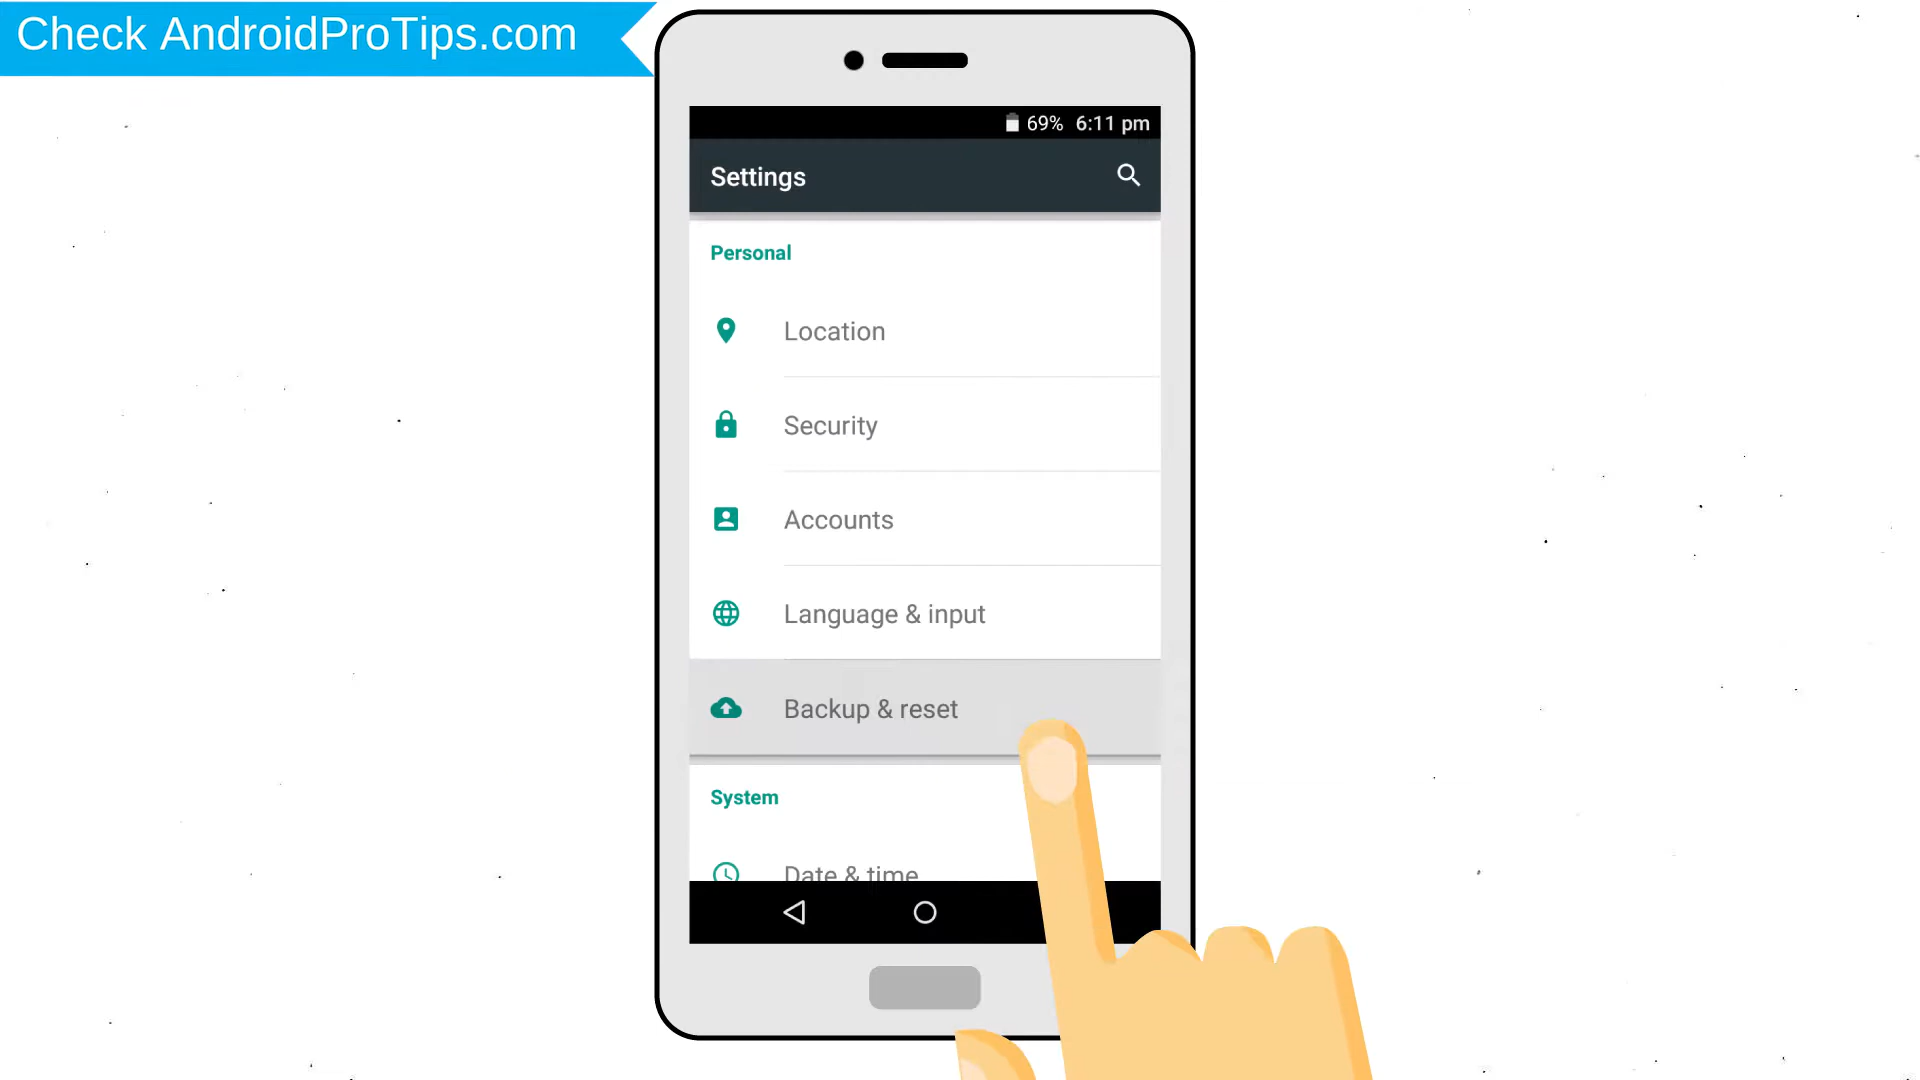 Check AndroidProTips.com
69% 6:11 pm
Settings
Personal
Location
Security
Accounts
Language & input
Backup & reset
System
Date & time